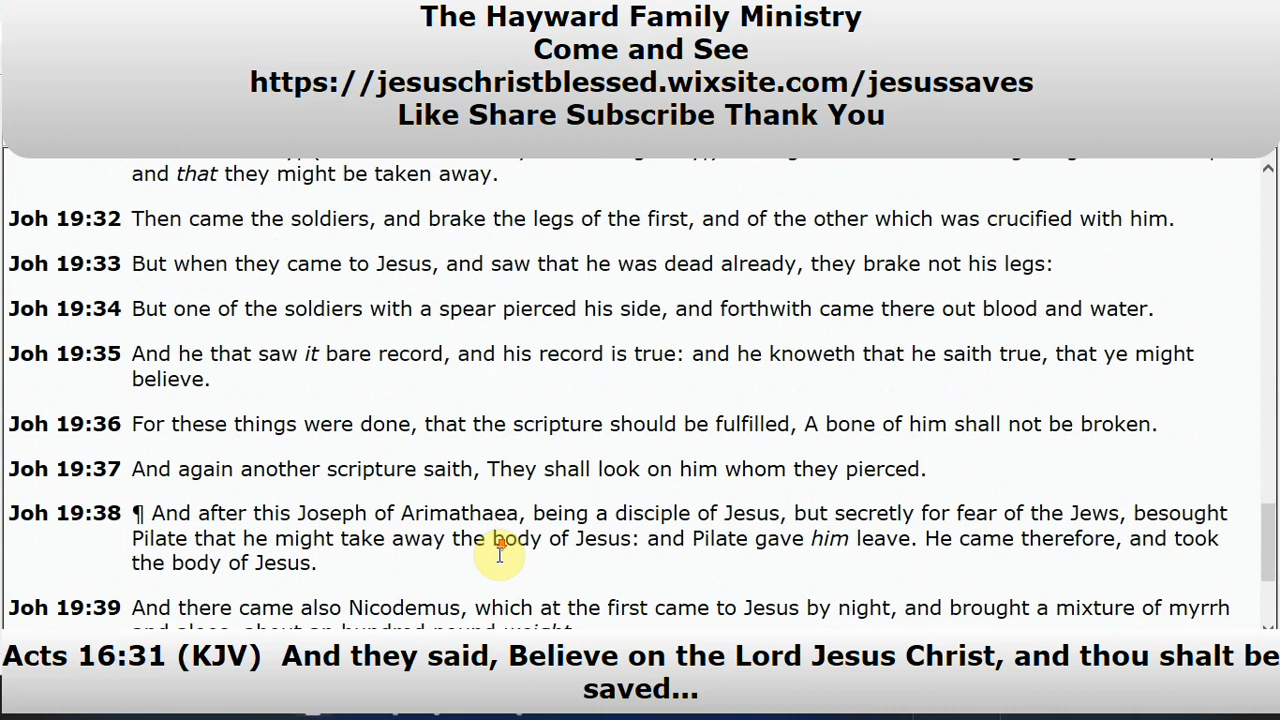 The Hayward Family Ministry
Come and See
https://jesuschristblessed.wixsite.com/jesussaves
Like Share Subscribe Thank You
and that they might be taken away.
Joh 19:32 Then came the soldiers, and brake the legs of the first, and of the other which was crucified with him.
Joh 19:33 But when they came to Jesus, and saw that he was dead already, they brake not his legs:
Joh 19:34 But one of the soldiers with a spear pierced his side, and forthwith came there out blood and water.
Joh 19:35 And he that saw it bare record, and his record is true: and he knoweth that he saith true, that ye might
believe.
Joh 19:36 For these things were done, that the scripture should be fulfilled, A bone of him shall not be broken.
Joh 19:37 And again another scripture saith, They shall look on him whom they pierced.
Joh 19:38 ¶ And after this Joseph of Arimathaea, being a disciple of Jesus, but secretly for fear of the Jews, besought
Pilate that he might take away the body of Jesus: and Pilate gave him leave. He came therefore, and took
the body of Jesus.
Joh 19:39 And there came also Nicodemus, which at the first came to Jesus by night, and brought a mixture of myrrh
Acts 16:31 (KJV) And they said, Believe on the Lord Jesus Christ, and thou shalt be
saved...